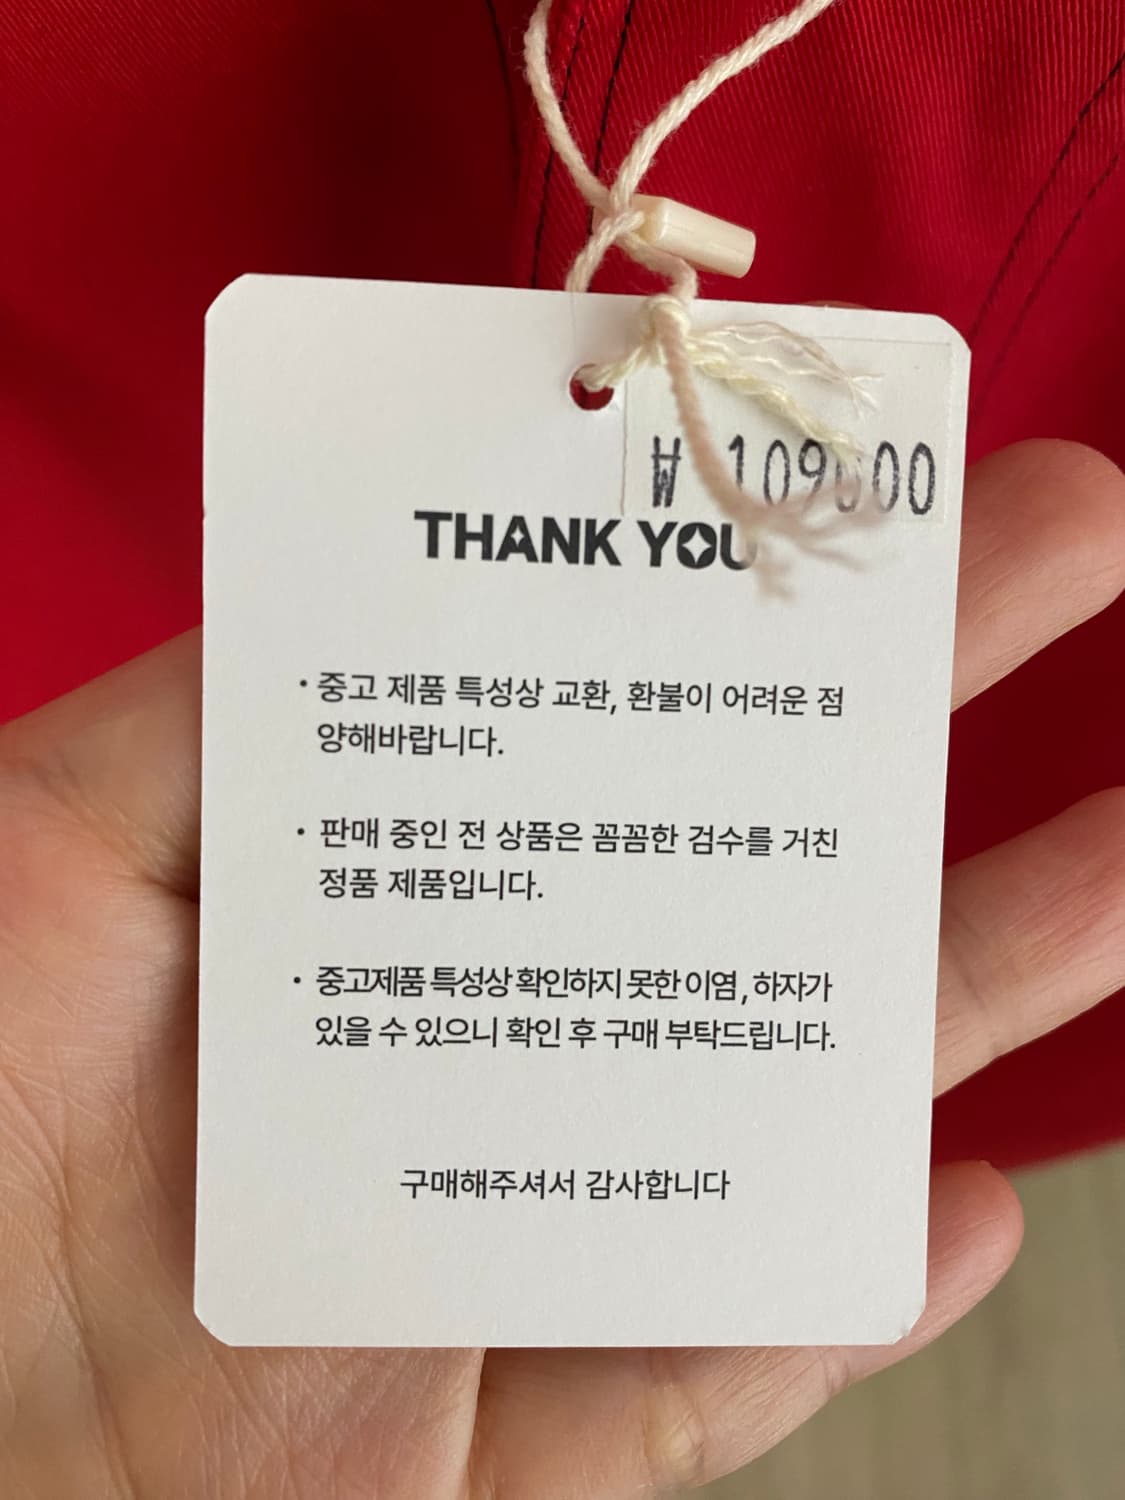 ₩ 109000
THANK YOU
• 중고 제품 특성상 교환, 환불이 어려운 점
양해바랍니다.
• 판매 중인 전 상품은 꼼꼼한 검수를 거친
정품 제품입니다.
• 중고제품 특성상 확인하지 못한 이염, 하자가
있을 수 있으니 확인 후 구매 부탁드립니다.
구매해주셔서 감사합니다